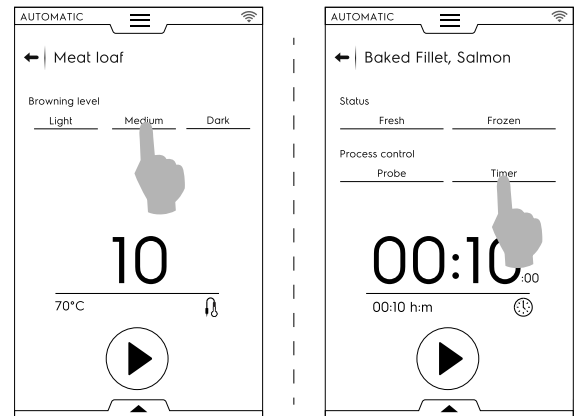 AUTOMATIC
Meat loaf
Browning level
Light Medium Dark
10
70°C
AUTOMATIC
Baked Fillet, Salmon
Status
Fresh Frozen
Process control
Probe Timer
00:10:00
00:10 h:m